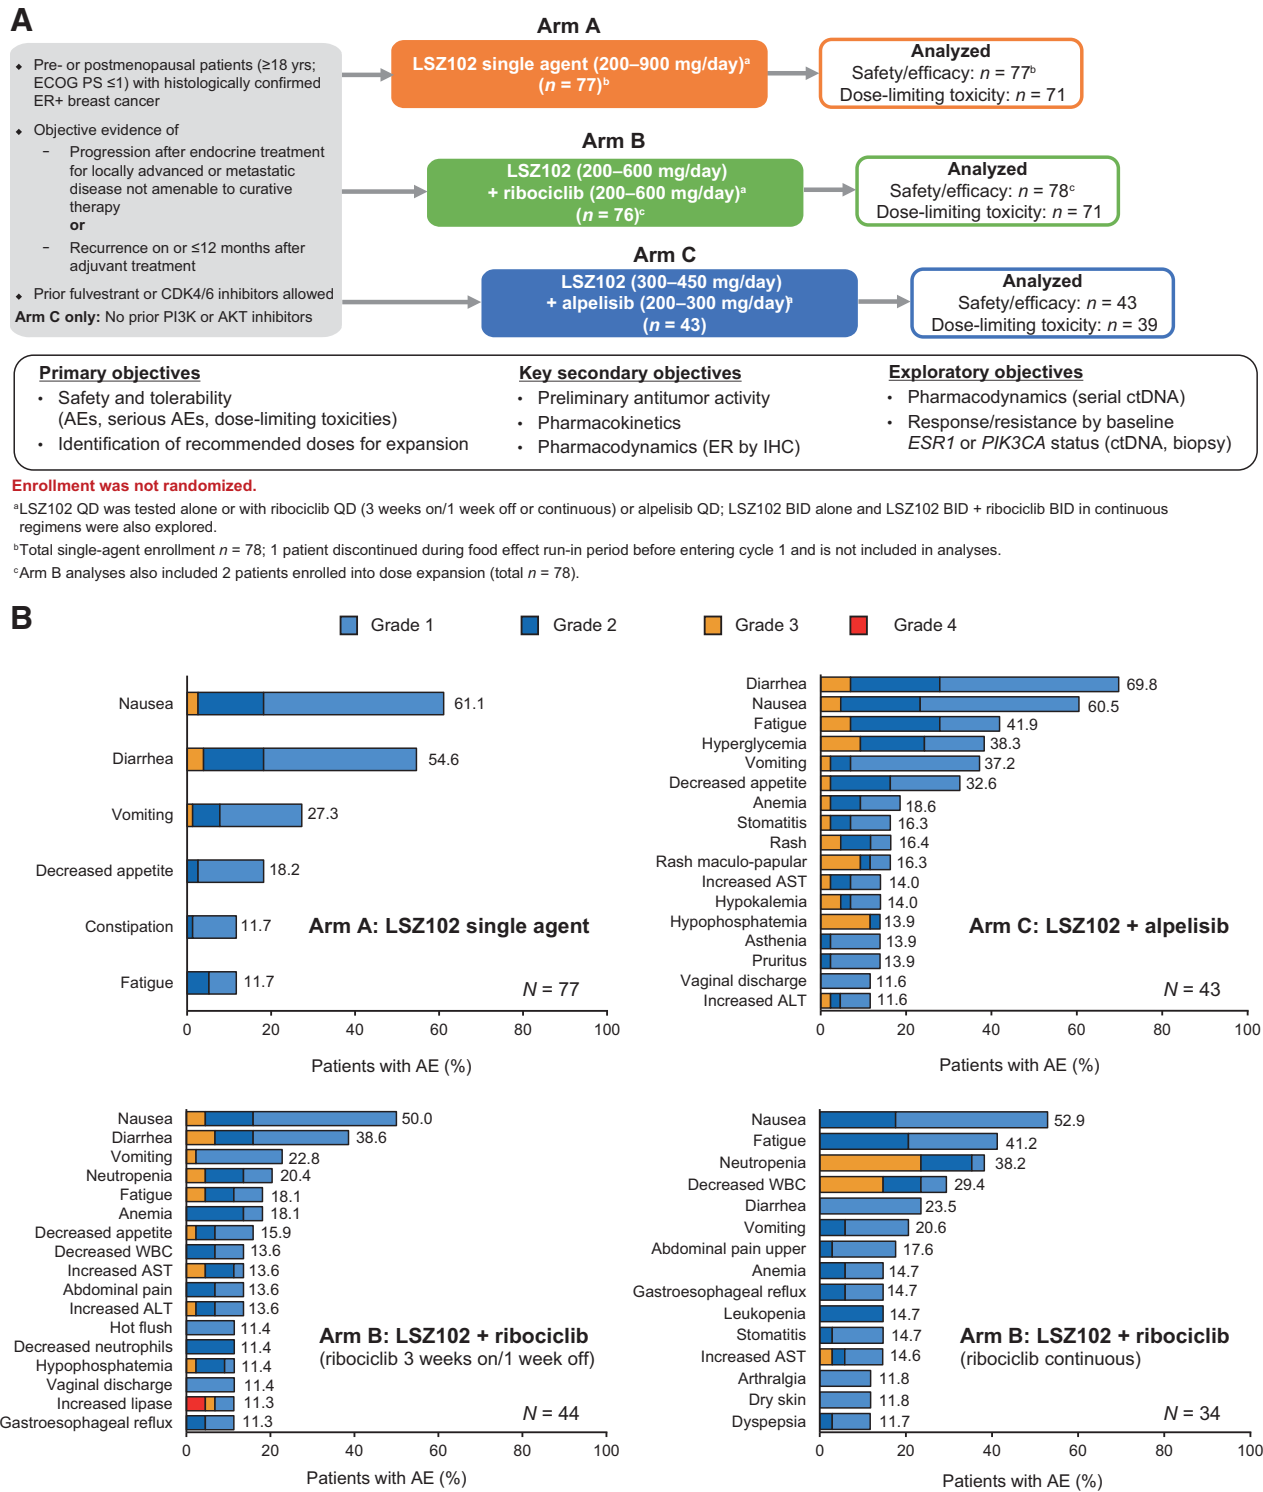 A
Pre- or postmenopausal patients (≥18 yrs;
ECOG PS ≤1) with histologically confirmed
ER+ breast cancer
Objective evidence of
– Progression after endocrine treatment
for locally advanced or metastatic
disease not amenable to curative
therapy
or
– Recurrence on or ≤12 months after
adjuvant treatment
Prior fulvestrant or CDK4/6 inhibitors allowed
Arm C only: No prior PI3K or AKT inhibitors
Arm A
LSZ102 single agent (200–900 mg/day)a
(n = 77)b
Analyzed
Safety/efficacy: n = 77b
Dose-limiting toxicity: n = 71
Arm B
LSZ102 (200–600 mg/day)
+ ribociclib (200–600 mg/day)a
(n = 76)c
Analyzed
Safety/efficacy: n = 78c
Dose-limiting toxicity: n = 71
Arm C
LSZ102 (300–450 mg/day)
+ alpelisib (200–300 mg/day)a
(n = 43)
Analyzed
Safety/efficacy: n = 43
Dose-limiting toxicity: n = 39
Primary objectives
• Safety and tolerability
(AEs, serious AEs, dose-limiting toxicities)
• Identification of recommended doses for expansion
Key secondary objectives
• Preliminary antitumor activity
• Pharmacokinetics
• Pharmacodynamics (ER by IHC)
Exploratory objectives
• Pharmacodynamics (serial ctDNA)
• Response/resistance by baseline
ESR1 or PIK3CA status (ctDNA, biopsy)
Enrollment was not randomized.
aLSZ102 QD was tested alone or with ribociclib QD (3 weeks on/1 week off or continuous) or alpelisib QD; LSZ102 BID alone and LSZ102 BID + ribociclib BID in continuous
regimens were also explored.
bTotal single-agent enrollment n = 78; 1 patient discontinued during food effect run-in period before entering cycle 1 and is not included in analyses.
cArm B analyses also included 2 patients enrolled into dose expansion (total n = 78).
B
Grade 1 Grade 2 Grade 3 Grade 4
Nausea 61.1
Diarrhea 54.6
Vomiting 27.3
Decreased appetite 18.2
Constipation 11.7
Fatigue 11.7
Arm A: LSZ102 single agent
N = 77
0 20 40 60 80 100
Patients with AE (%)
Diarrhea 69.8
Nausea 60.5
Fatigue 41.9
Hyperglycemia 38.3
Vomiting 37.2
Decreased appetite 32.6
Anemia 18.6
Stomatitis 16.3
Rash 16.4
Rash maculo-papular 16.3
Increased AST 14.0
Hypokalemia 14.0
Hypophosphatemia 13.9
Asthenia 13.9
Pruritus 13.9
Vaginal discharge 11.6
Increased ALT 11.6
Arm C: LSZ102 + alpelisib
N = 43
0 20 40 60 80 100
Patients with AE (%)
Nausea 50.0
Diarrhea 38.6
Vomiting 22.8
Neutropenia 20.4
Fatigue 18.1
Anemia 18.1
Decreased appetite 15.9
Decreased WBC 13.6
Increased AST 13.6
Abdominal pain 13.6
Increased ALT 13.6
Hot flush 11.4
Decreased neutrophils 11.4
Hypophosphatemia 11.4
Vaginal discharge 11.4
Increased lipase 11.3
Gastroesophageal reflux 11.3
Arm B: LSZ102 + ribociclib
(ribociclib 3 weeks on/1 week off)
N = 44
0 20 40 60 80 100
Patients with AE (%)
Nausea 52.9
Fatigue 41.2
Neutropenia 38.2
Decreased WBC 29.4
Diarrhea 23.5
Vomiting 20.6
Abdominal pain upper 17.6
Anemia 14.7
Gastroesophageal reflux 14.7
Leukopenia 14.7
Stomatitis 14.7
Increased AST 14.6
Arthralgia 11.8
Dry skin 11.8
Dyspepsia 11.7
Arm B: LSZ102 + ribociclib
(ribociclib continuous)
N = 34
0 20 40 60 80 100
Patients with AE (%)